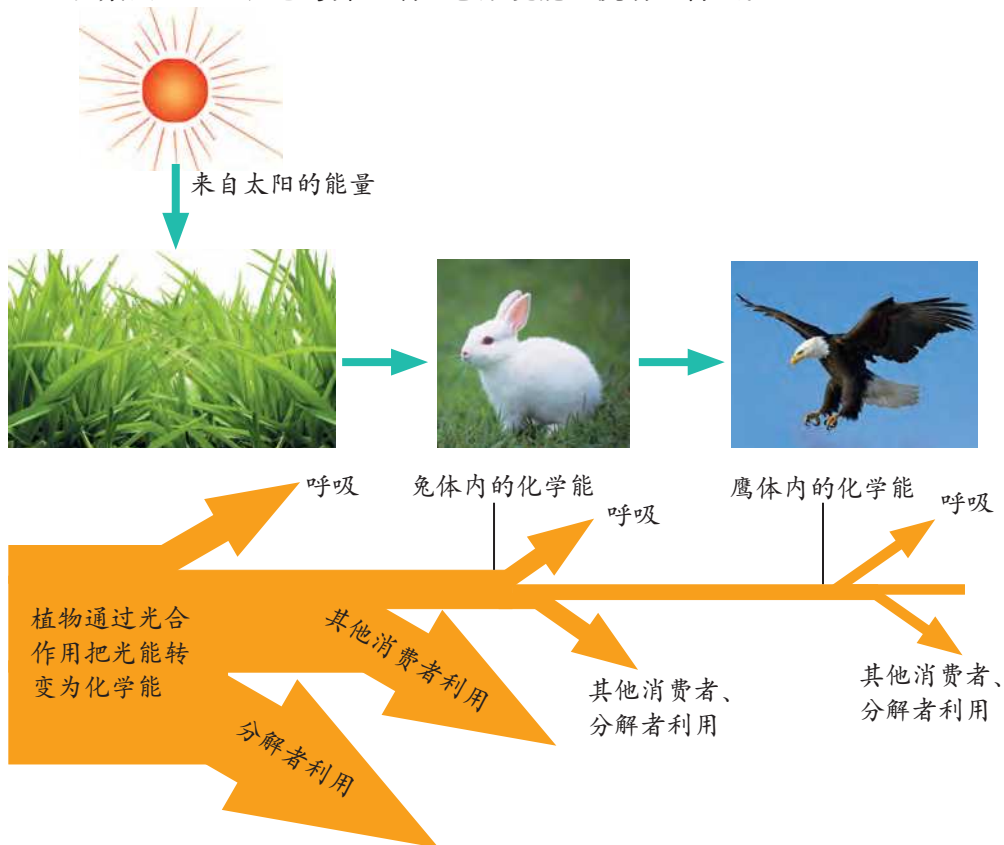 来自太阳的能量
呼吸
兔体内的化学能
呼吸
鹰体内的化学能
呼吸
植物通过光合
作用把光能转
变为化学能
其他消费者利用
分解者利用
其他消费者、
分解者利用
其他消费者、
分解者利用